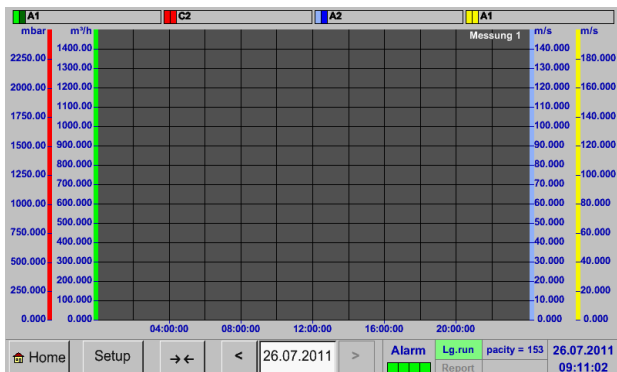 A1 C2 A2 A1
mbar m³/h m/s m/s
Messung 1
1400.00 140.000
2250.00 180.000
1200.00 120.000
2000.00 160.000
1100.00 110.000
1750.00 140.000
1000.00 100.000
1500.00 900.000 90.000 120.000
800.000 80.000
1250.00 100.000
700.000 70.000
1000.00 600.000 60.000 80.000
500.000 50.000
750.000 60.000
400.000 40.000
500.000 300.000 30.000 40.000
200.000 20.000
250.000 20.000
100.000 10.000
0.000 0.000 0.000 0.000
04:00:00 08:00:00 12:00:00 16:00:00 20:00:00
Home Setup →← < 26.07.2011 > Alarm Lg.run pacity = 153 26.07.2011
Report 09:11:02